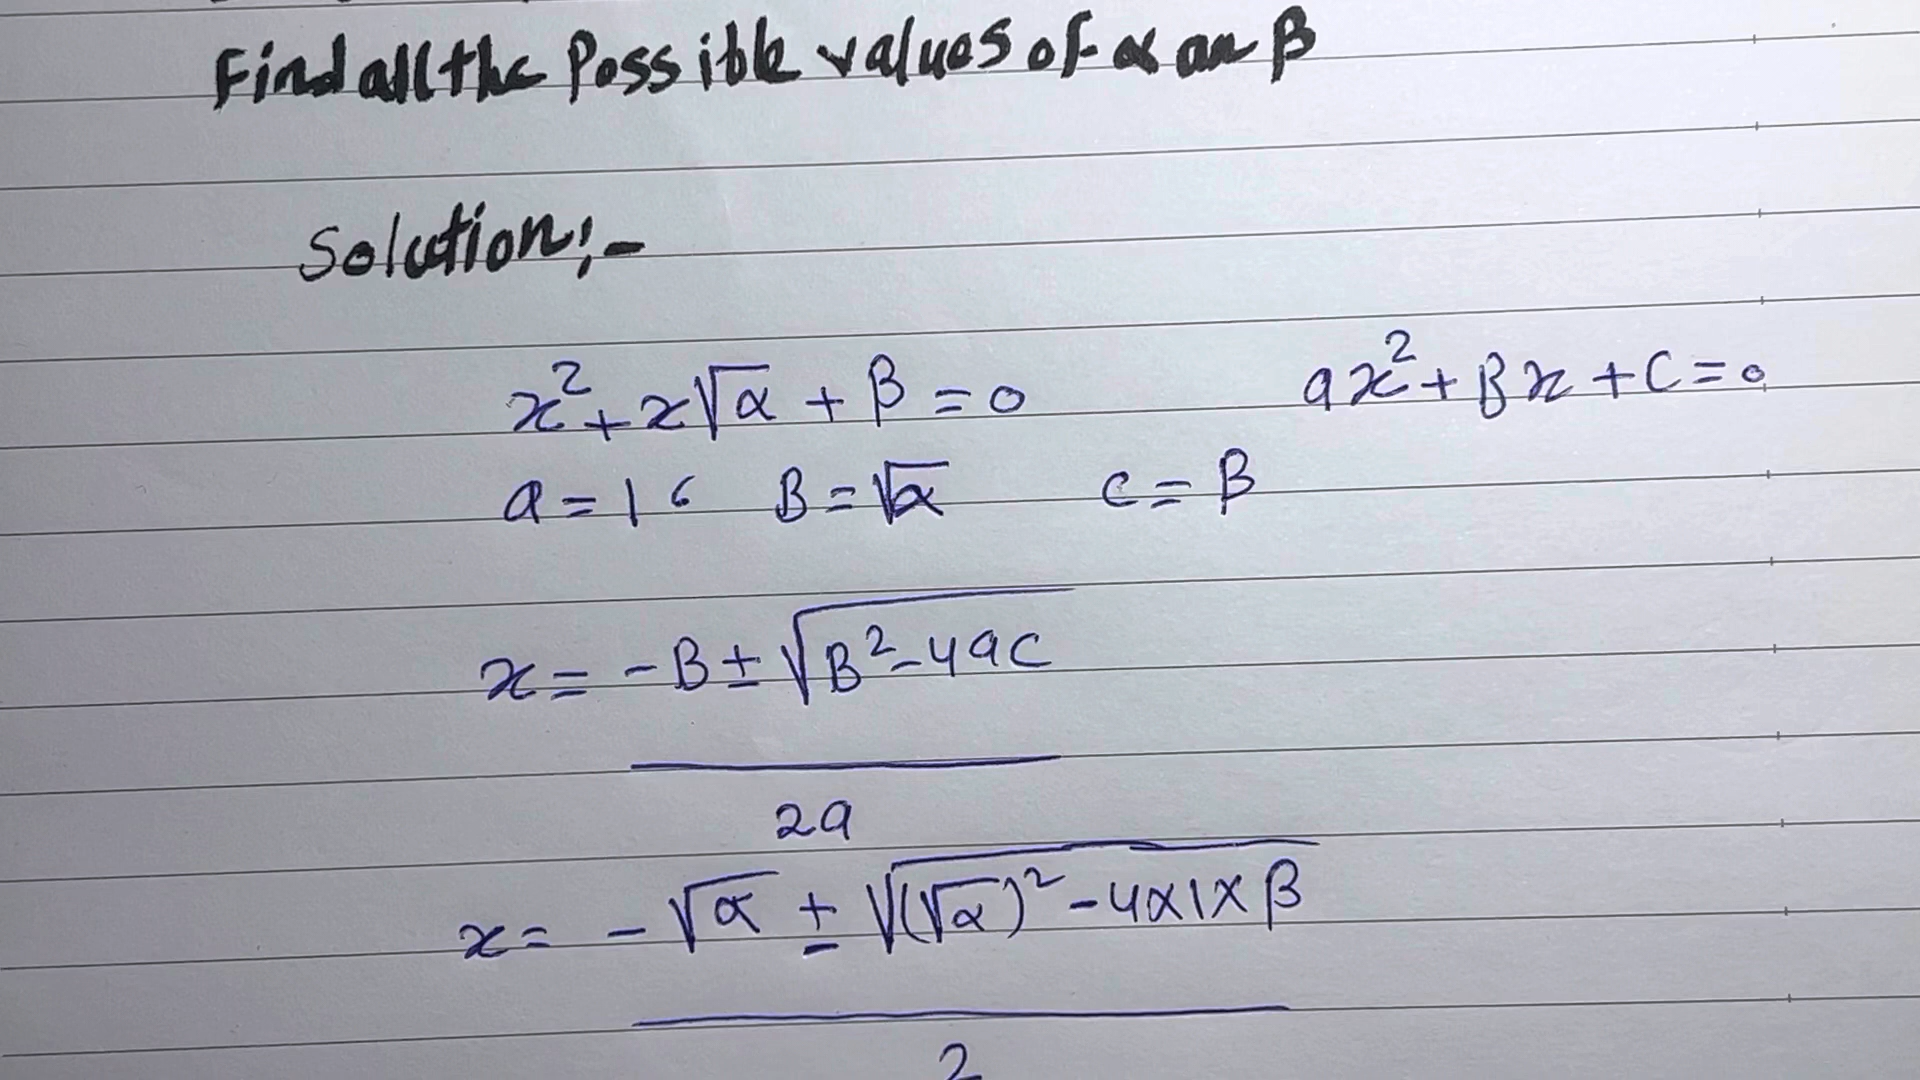 Find all the Possible values of α an β
Solution:-
x²+x√α + β = 0    ax²+Bx+C=0
a=1, B=√α    c=β
x= -B±√B²-4ac
2a
x= -√α ± √(√α)²-4×1×β
2